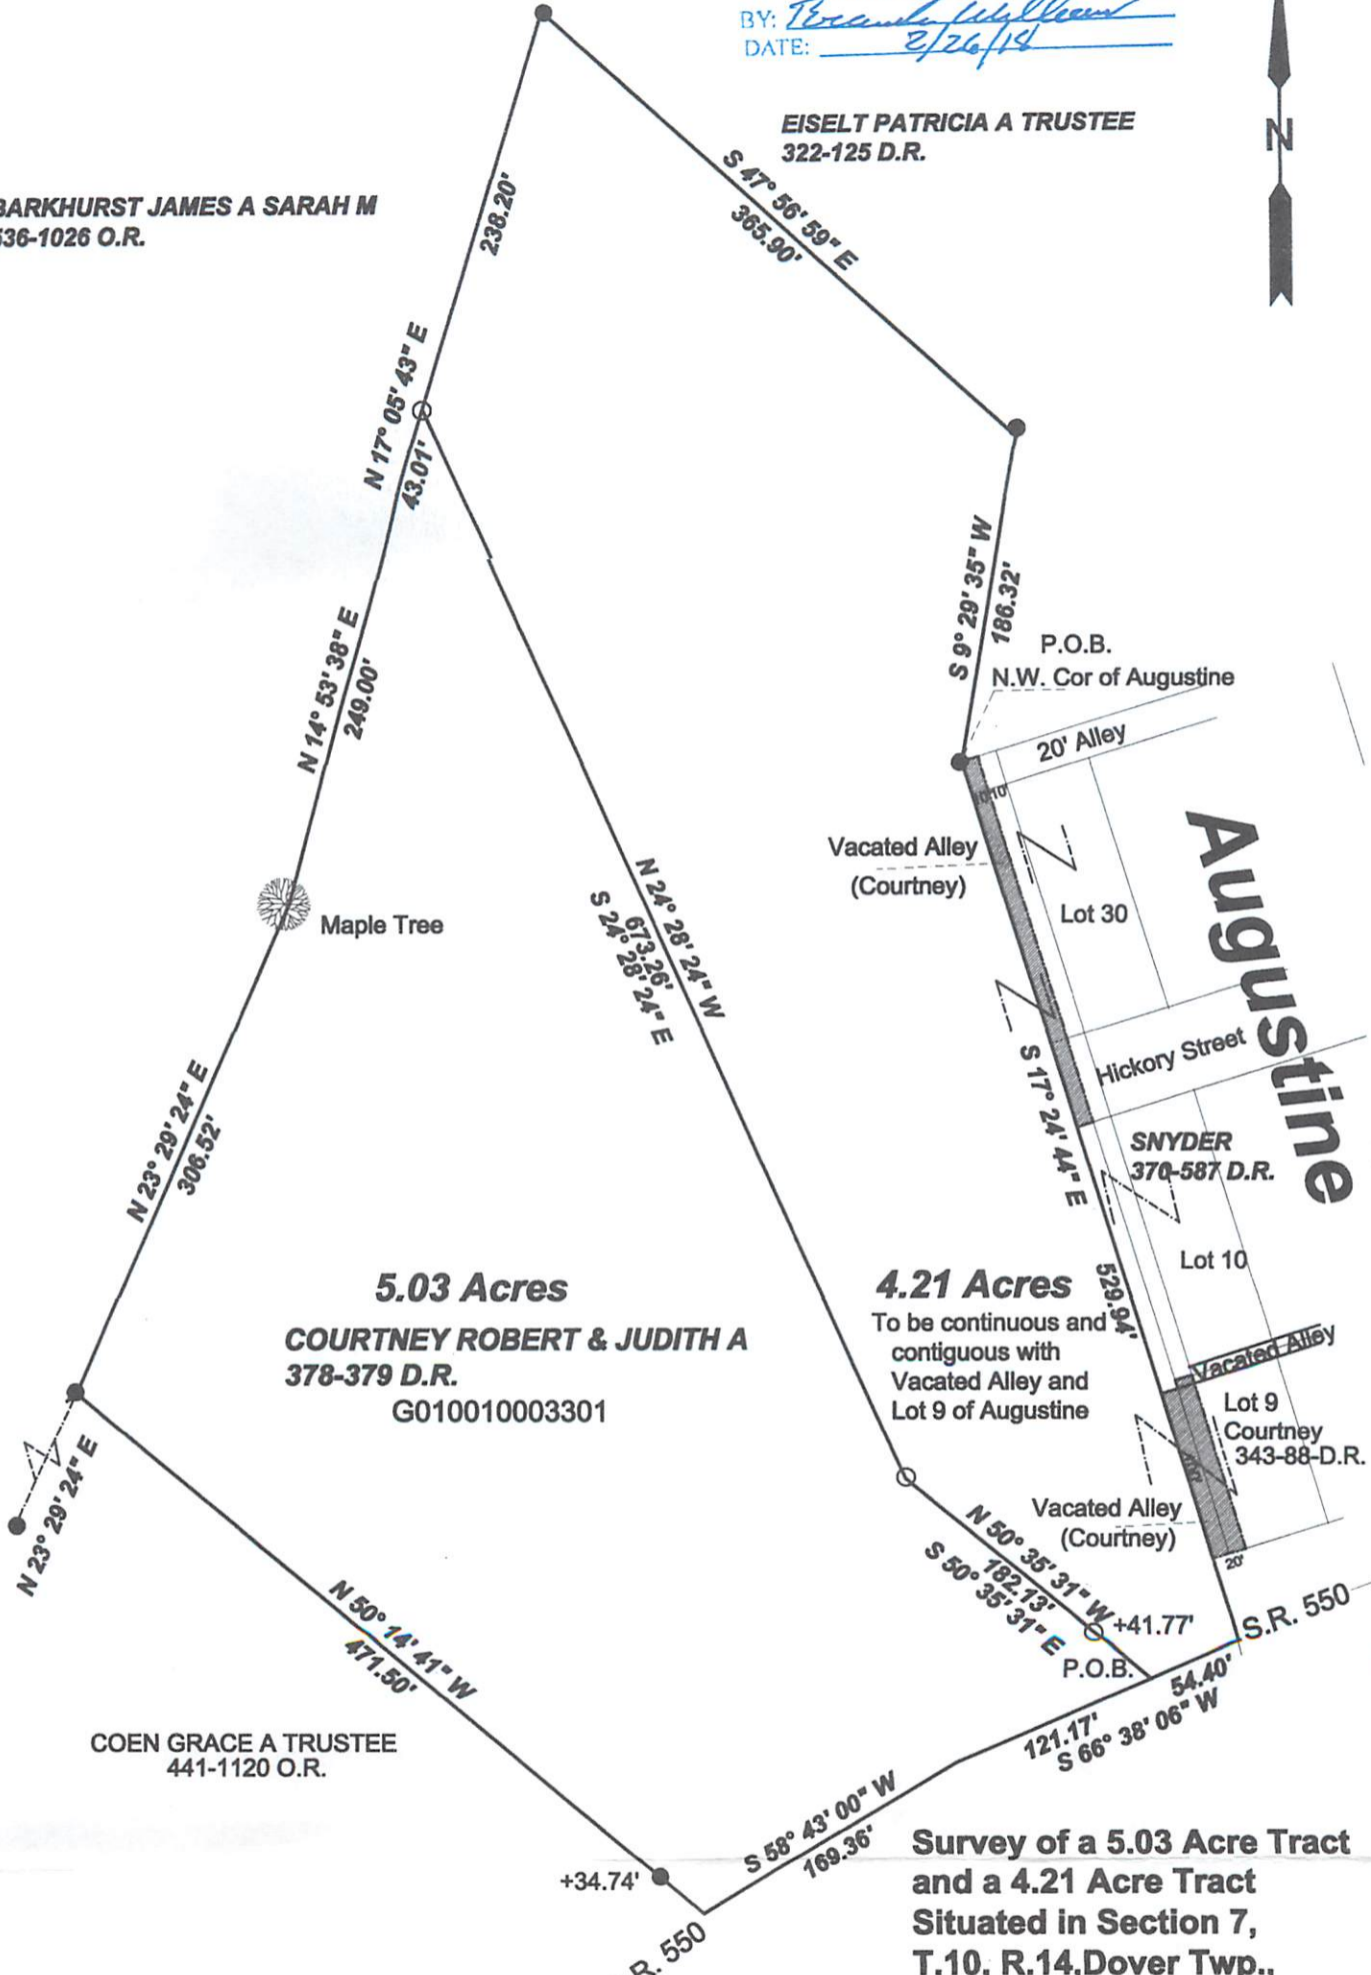 BY:
DATE: 2/26/18
N
EISELT PATRICIA A TRUSTEE
322-125 D.R.
BARKHURST JAMES A SARAH M
536-1026 O.R.
238.20'
S 47° 56' 59" E
365.90'
N 17° 05' 43" E
43.01'
S 9° 29' 35" W
186.32'
P.O.B.
N.W. Cor of Augustine
20' Alley
N 14° 53' 38" E
249.00'
Vacated Alley
(Courtney)
Lot 30
Augustine
Maple Tree
N 24° 28' 24" W
673.26'
S 24° 28' 24" E
Hickory Street
S 17° 24' 44" E
529.94'
SNYDER
370-587 D.R.
Lot 10
N 23° 29' 24" E
306.52'
5.03 Acres
COURTNEY ROBERT & JUDITH A
378-379 D.R.
G010010003301
4.21 Acres
To be continuous and
contiguous with
Vacated Alley and
Lot 9 of Augustine
Vacated Alley
Lot 9
Courtney
343-88-D.R.
N 23° 29' 24" E
Vacated Alley
(Courtney)
20'
N 50° 35' 31" W
182.13'
S 50° 35' 31" E
+41.77'
P.O.B.
S.R. 550
54.40'
121.17'
S 66° 38' 06" W
N 50° 14' 41" W
471.50'
COEN GRACE A TRUSTEE
441-1120 O.R.
S 58° 43' 00" W
169.36'
+34.74'
R. 550
Survey of a 5.03 Acre Tract
and a 4.21 Acre Tract
Situated in Section 7,
T.10, R.14,Dover Twp.,